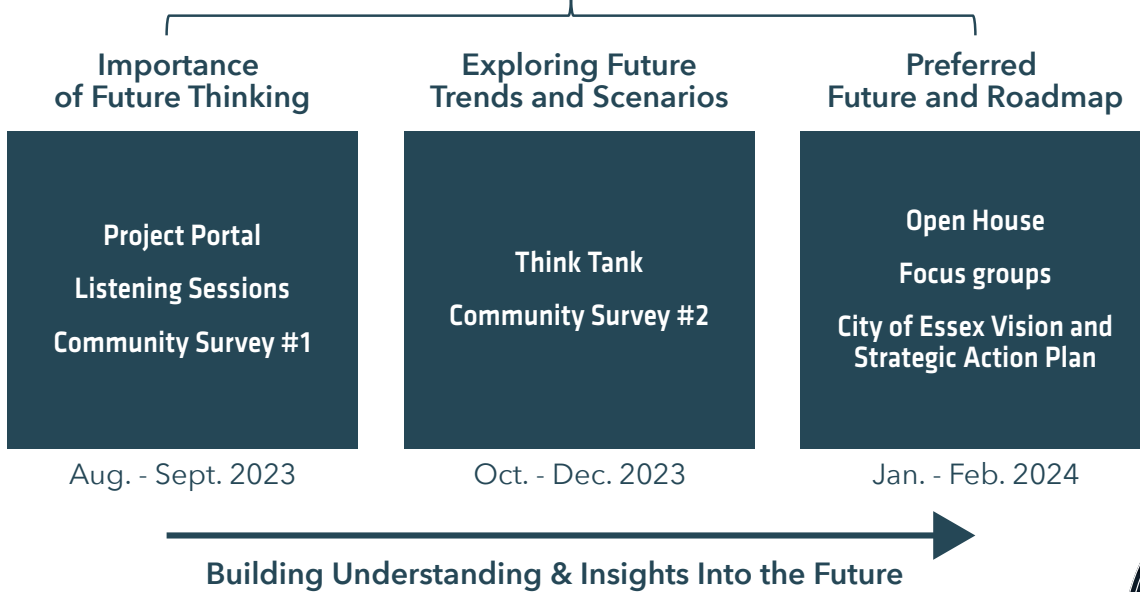 Importance
of Future Thinking
Project Portal
Listening Sessions
Community Survey #1
Aug. - Sept. 2023
Exploring Future
Trends and Scenarios
Think Tank
Community Survey #2
Oct. - Dec. 2023
Preferred
Future and Roadmap
Open House
Focus groups
City of Essex Vision and
Strategic Action Plan
Jan. - Feb. 2024
Building Understanding & Insights Into the Future